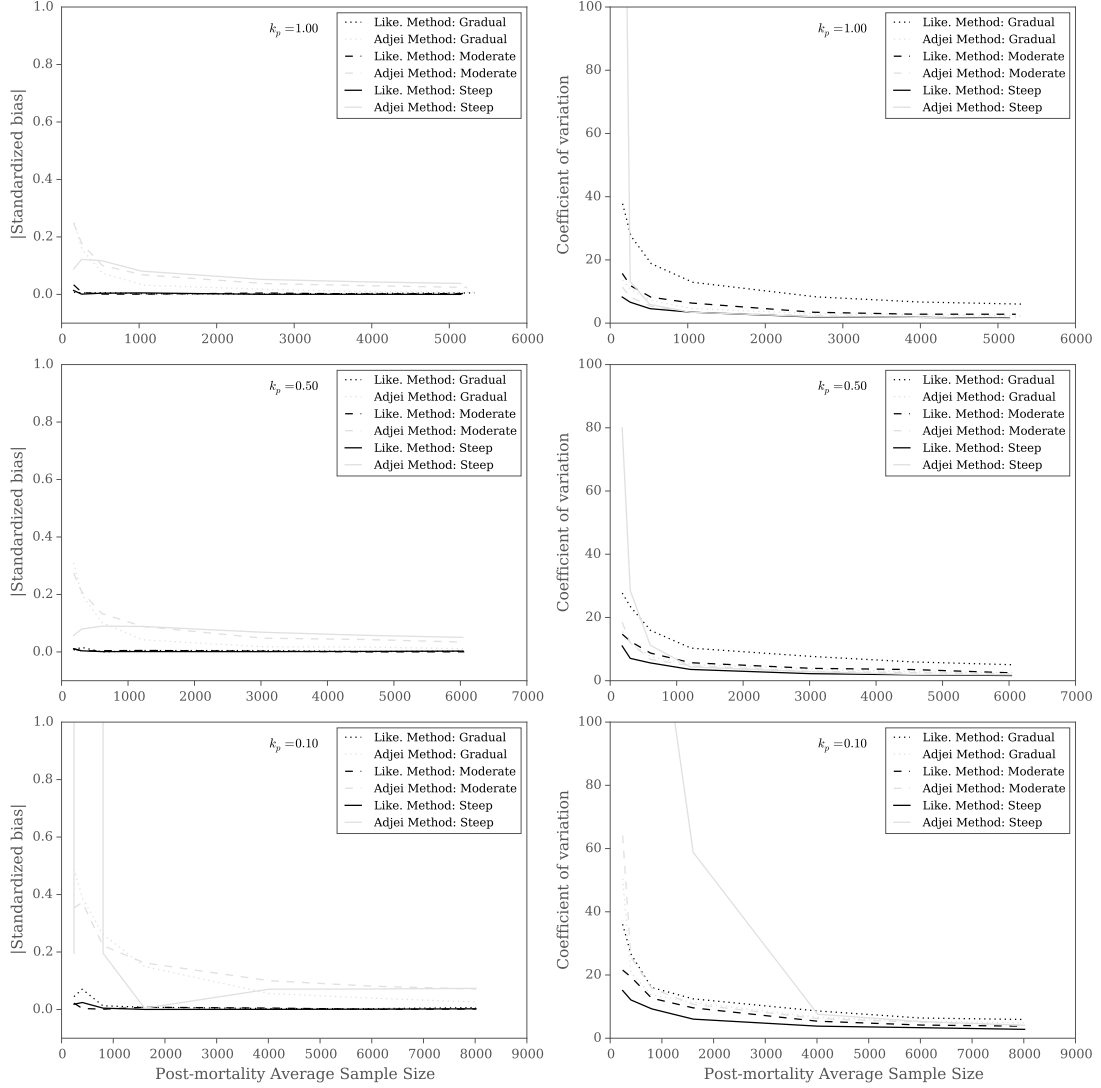 1.0
0.8
0.6
0.4
0.2
0.0
|Standardized bias|
k_p =1.00
Like. Method: Gradual
Adjei Method: Gradual
Like. Method: Moderate
Adjei Method: Moderate
Like. Method: Steep
Adjei Method: Steep
0 1000 2000 3000 4000 5000 6000
100
80
60
40
20
0
Coefficient of variation
k_p =1.00
Like. Method: Gradual
Adjei Method: Gradual
Like. Method: Moderate
Adjei Method: Moderate
Like. Method: Steep
Adjei Method: Steep
0 1000 2000 3000 4000 5000 6000
1.0
0.8
0.6
0.4
0.2
0.0
|Standardized bias|
k_p =0.50
Like. Method: Gradual
Adjei Method: Gradual
Like. Method: Moderate
Adjei Method: Moderate
Like. Method: Steep
Adjei Method: Steep
0 1000 2000 3000 4000 5000 6000 7000
100
80
60
40
20
0
Coefficient of variation
k_p =0.50
Like. Method: Gradual
Adjei Method: Gradual
Like. Method: Moderate
Adjei Method: Moderate
Like. Method: Steep
Adjei Method: Steep
0 1000 2000 3000 4000 5000 6000 7000
1.0
0.8
0.6
0.4
0.2
0.0
|Standardized bias|
k_p =0.10
Like. Method: Gradual
Adjei Method: Gradual
Like. Method: Moderate
Adjei Method: Moderate
Like. Method: Steep
Adjei Method: Steep
0 1000 2000 3000 4000 5000 6000 7000 8000 9000
Post-mortality Average Sample Size
100
80
60
40
20
0
Coefficient of variation
k_p =0.10
Like. Method: Gradual
Adjei Method: Gradual
Like. Method: Moderate
Adjei Method: Moderate
Like. Method: Steep
Adjei Method: Steep
0 1000 2000 3000 4000 5000 6000 7000 8000 9000
Post-mortality Average Sample Size